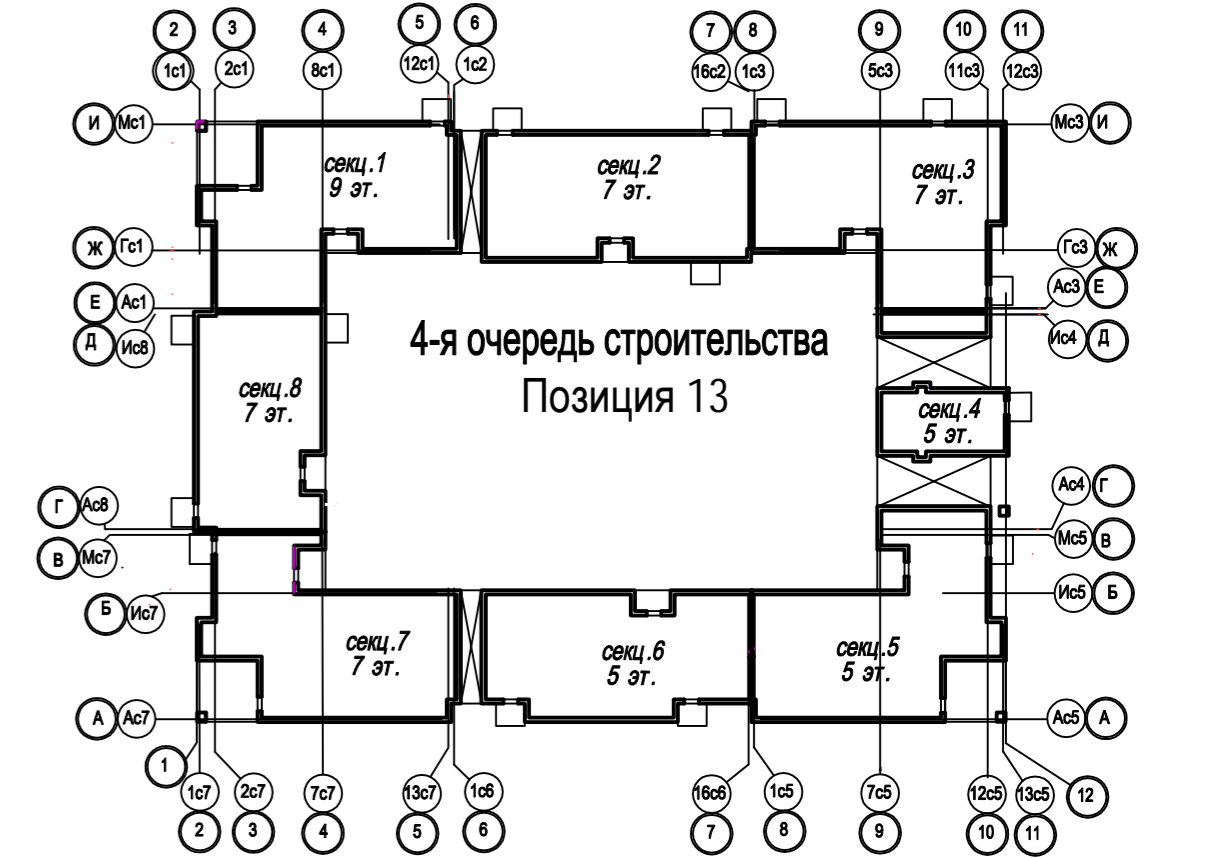 2 3 4 5 6 7 8 9 10 11
1с1 2с1 8с1 12с1 1с2 16с2 1с3 5с3 11с3 12с3
И Мс1 Мс3 И
секц.1
9 эт.
секц.2
7 эт.
секц.3
7 эт.
Ж Гс1 Гс3 Ж
Е Ас1 Ас3 Е
Д Ис8 Ис4 Д
4-я очередь строительства
Позиция 13
секц.8
7 эт.
секц.4
5 эт.
Г Ас8 Ас4 Г
В Мс7 Мс5 В
Б Ис7 Ис5 Б
секц.7
7 эт.
секц.6
5 эт.
секц.5
5 эт.
А Ас7 Ас5 А
1 12
1с7 2с7 7с7 13с7 1с6 16с6 1с5 7с5 12с5 13с5
2 3 4 5 6 7 8 9 10 11